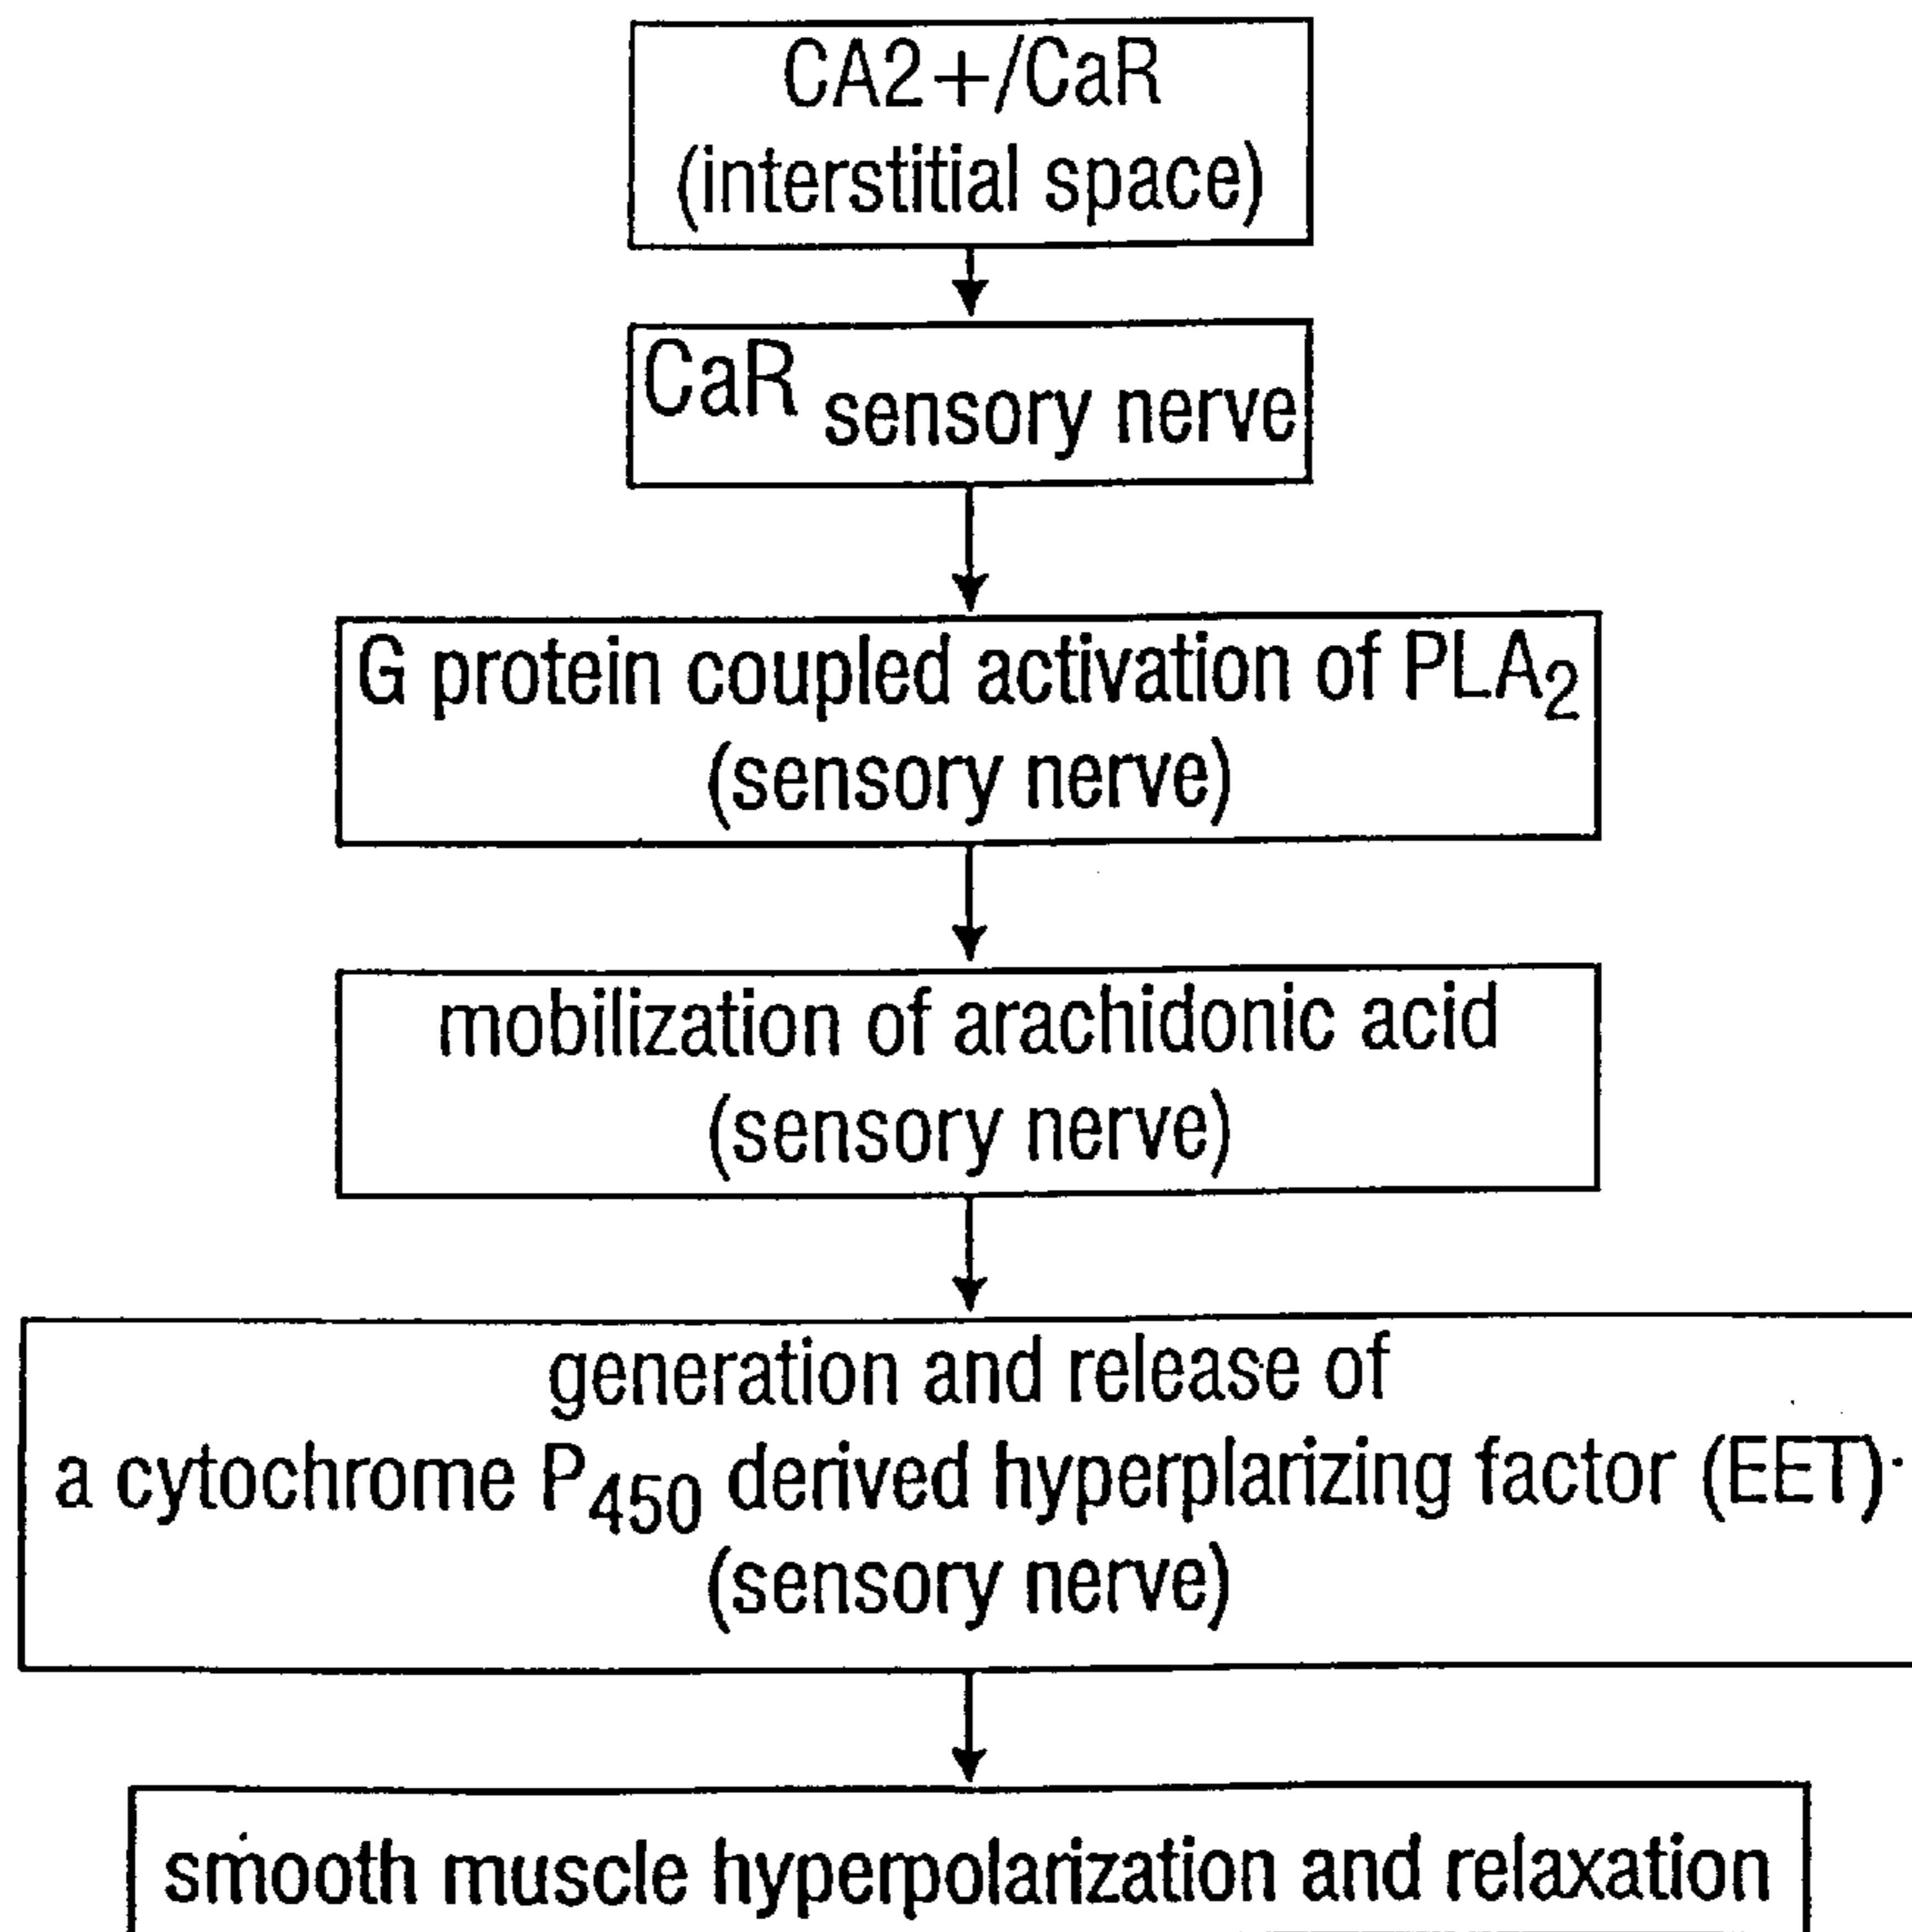 CA2+/CaR
(interstitial space)
CaR sensory nerve
G protein coupled activation of PLA2
(sensory nerve)
mobilization of arachidonic acid
(sensory nerve)
generation and release of
a cytochrome P450 derived hyperplarizing factor (EET)
(sensory nerve)
smooth muscle hyperpolarization and relaxation